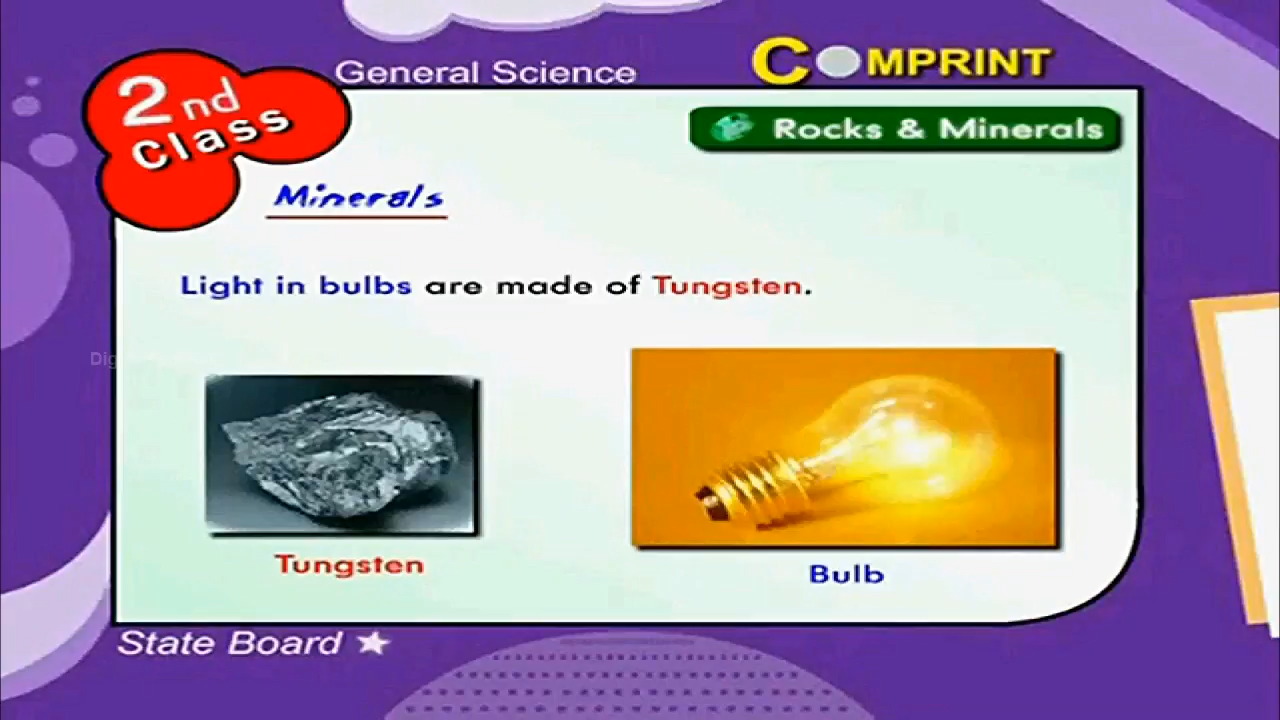 General Science
COMPRINT
2nd
Class
Rocks & Minerals
Minerals
Light in bulbs are made of Tungsten.
Dig
Tungsten
Bulb
State Board